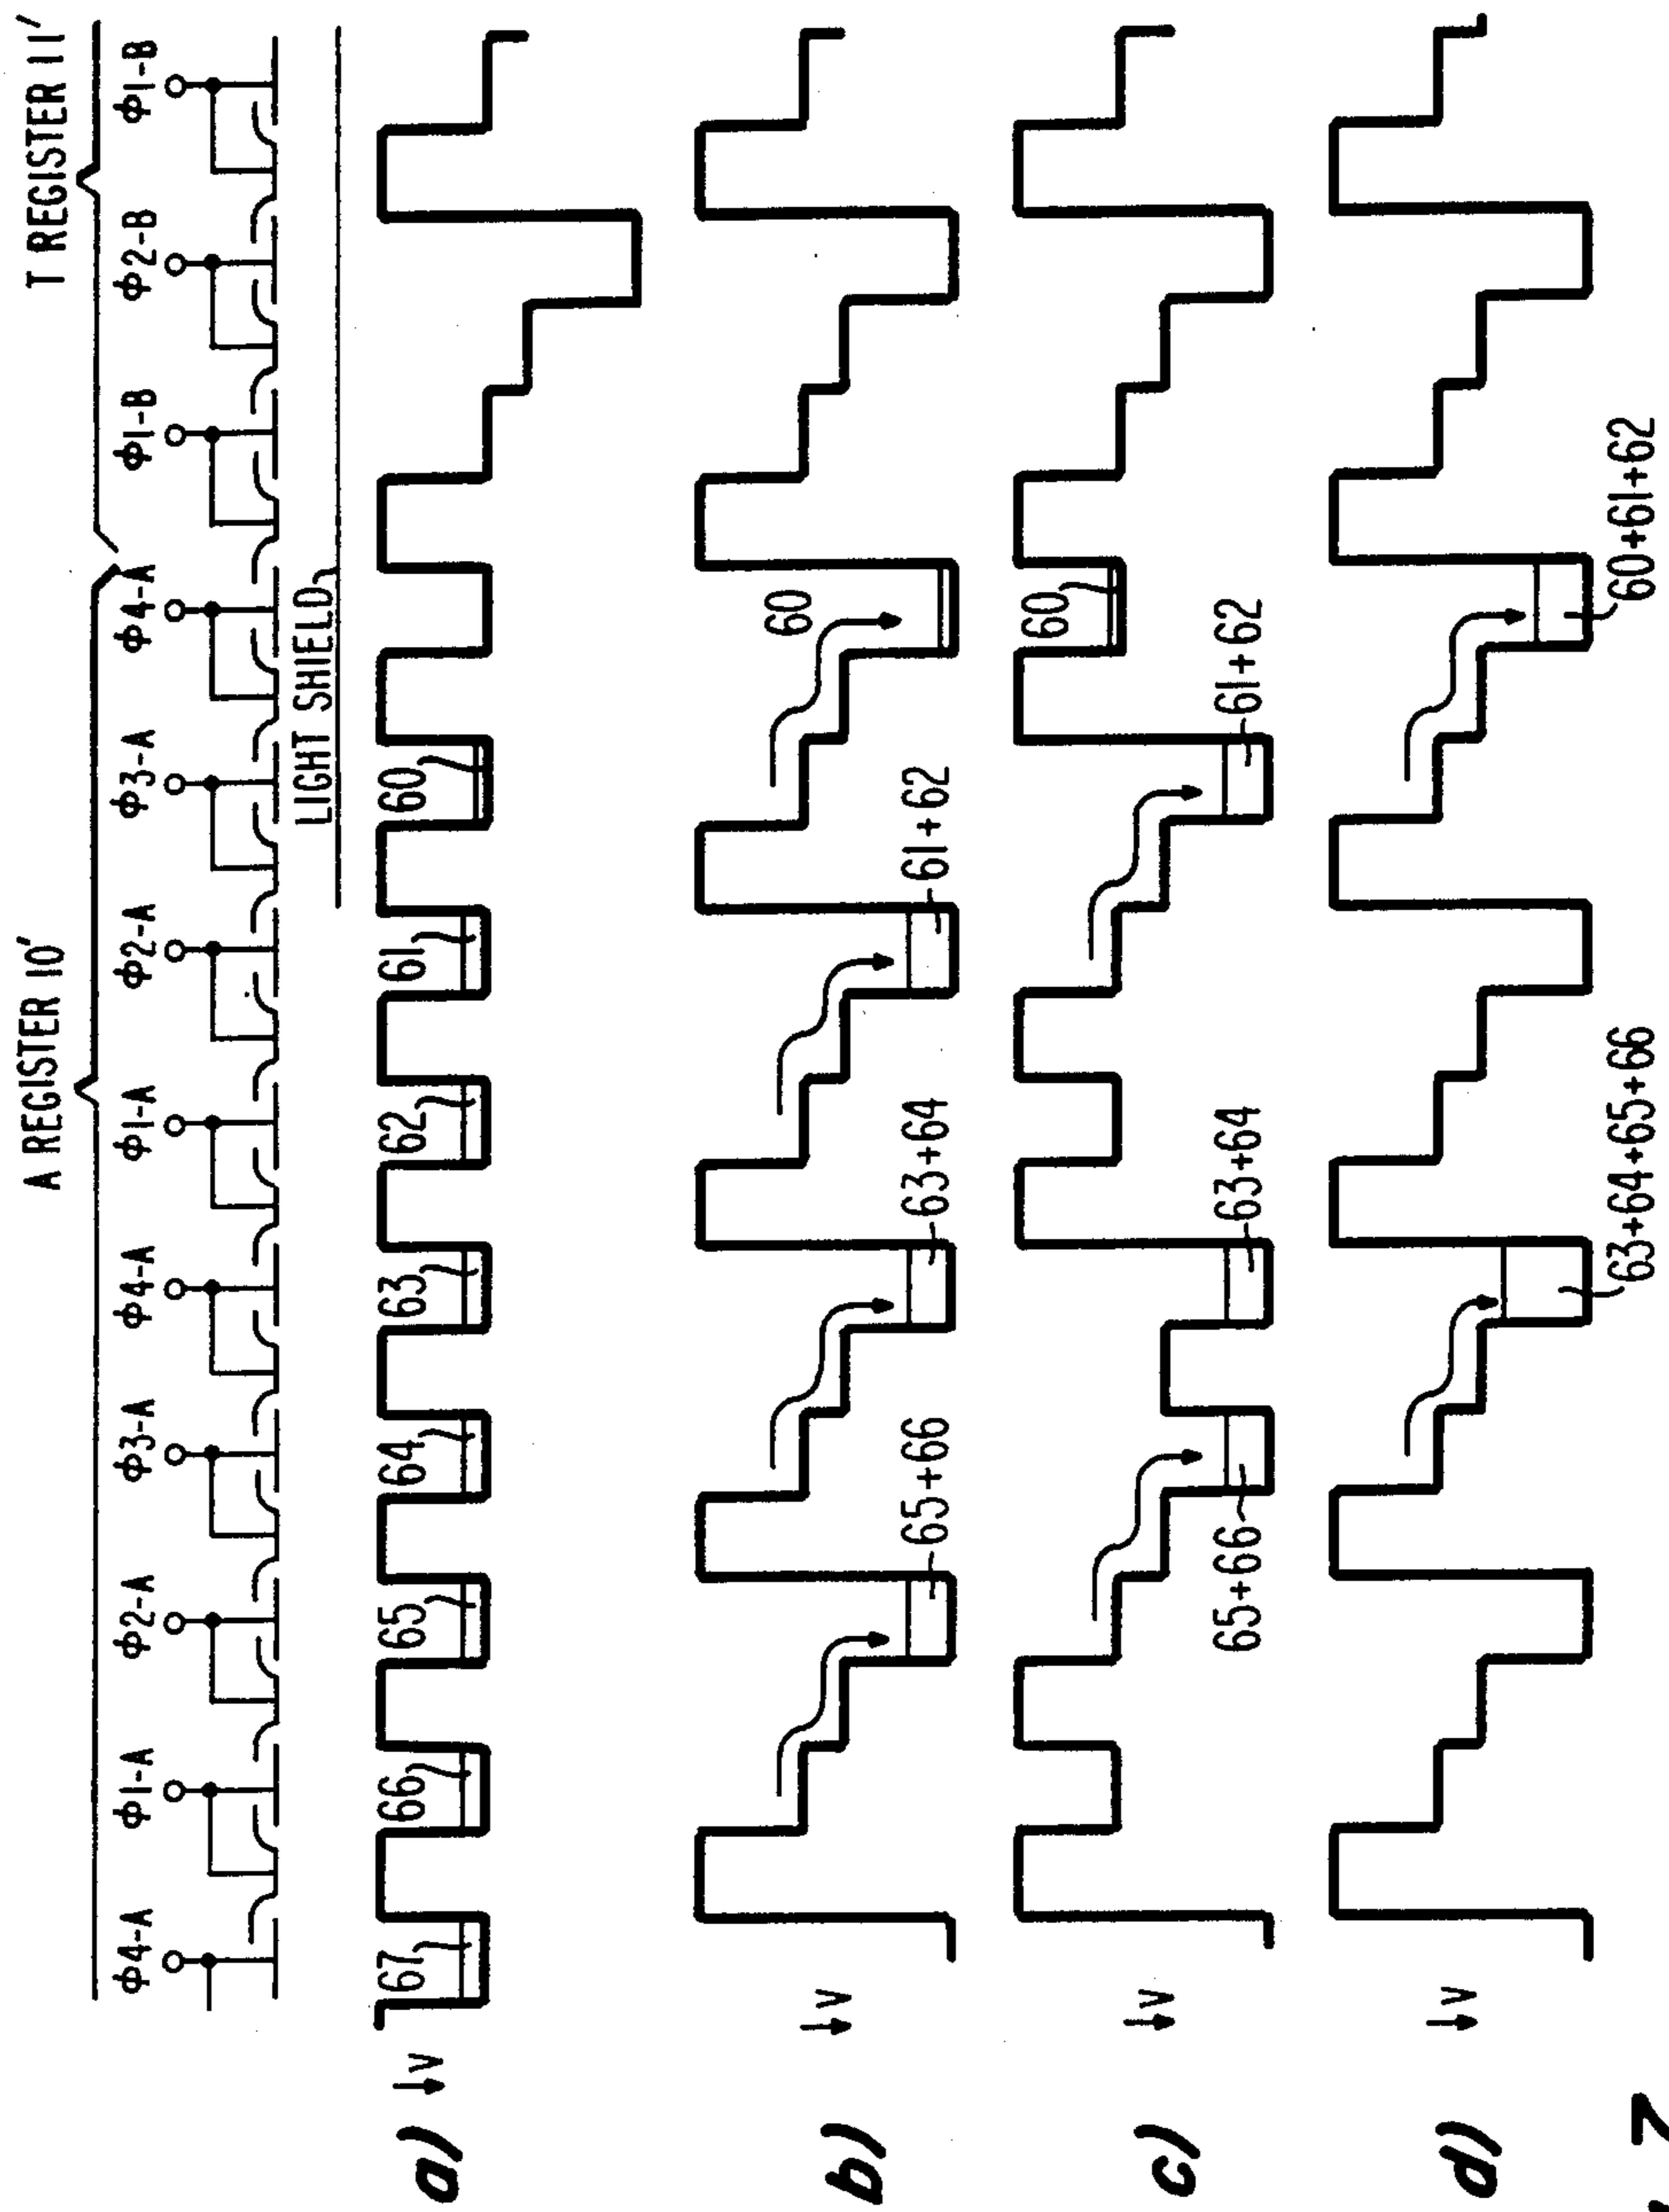 A REGISTER 10′
T REGISTER 11′
Φ4-A Φ1-A Φ2-A Φ3-A Φ4-A Φ1-A Φ2-A Φ3-A Φ4-A Φ1-B Φ2-B Φ1-B
LIGHT SHIELD
a) ↓V 67 66 65 64 63 62 61 60
b) ↓V 65+66 63+64 61+62 60
c) ↓V 65+66 63+64 61+62 60
d) ↓V 63+64+65+66 60+61+62